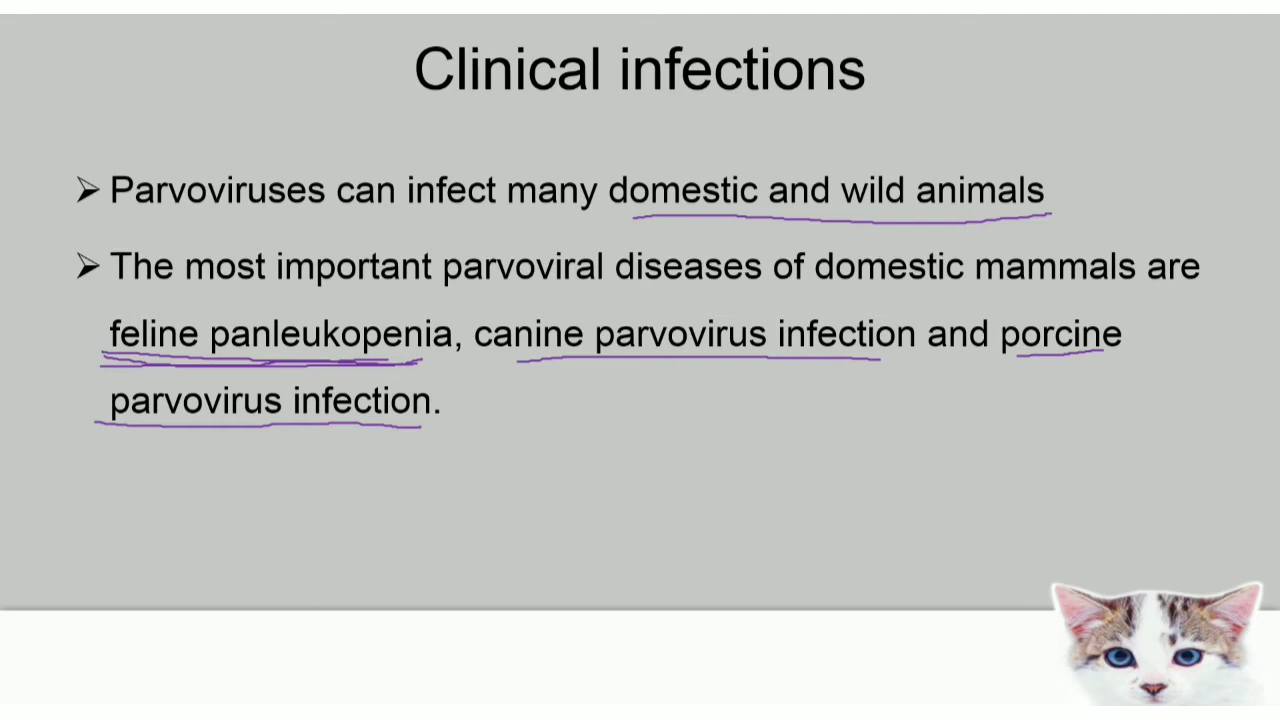 Clinical infections
➢ Parvoviruses can infect many domestic and wild animals
➢ The most important parvoviral diseases of domestic mammals are
feline panleukopenia, canine parvovirus infection and porcine
parvovirus infection.